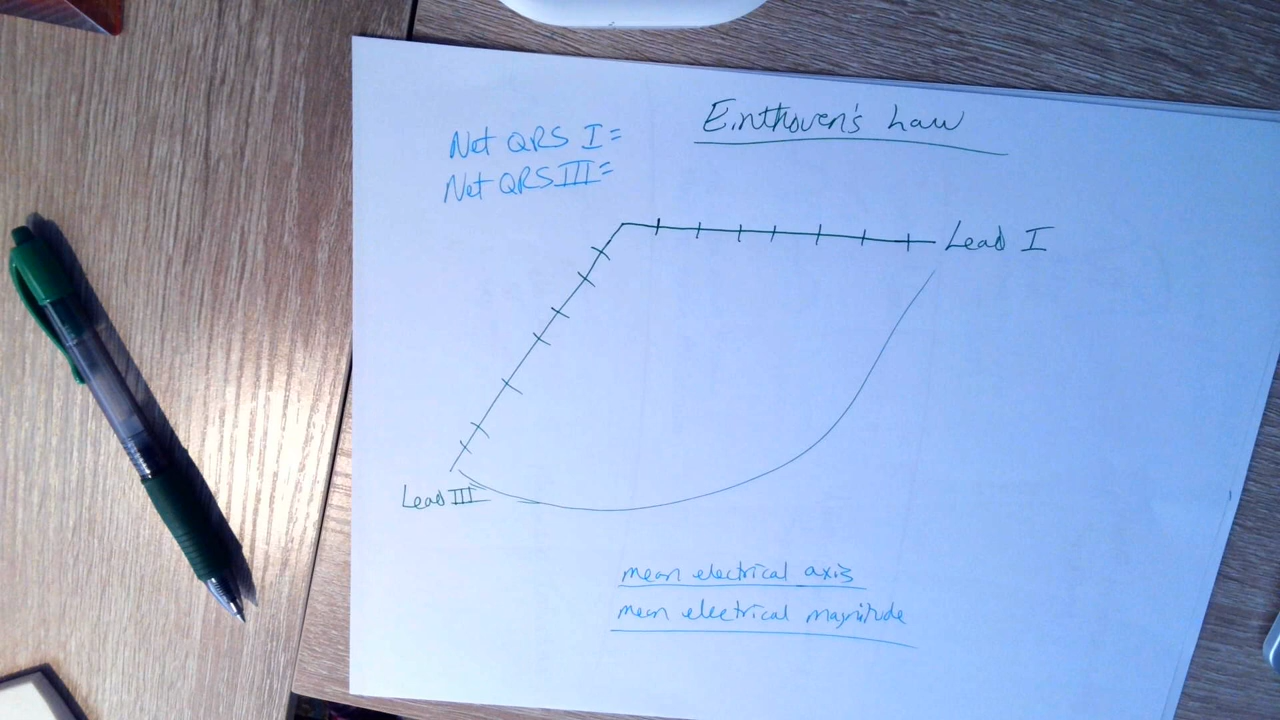 Einthoven's Law
Net QRS I=
Net QRS III=
Lead I
Lead III
mean electrical axis
mean electrical magnitude